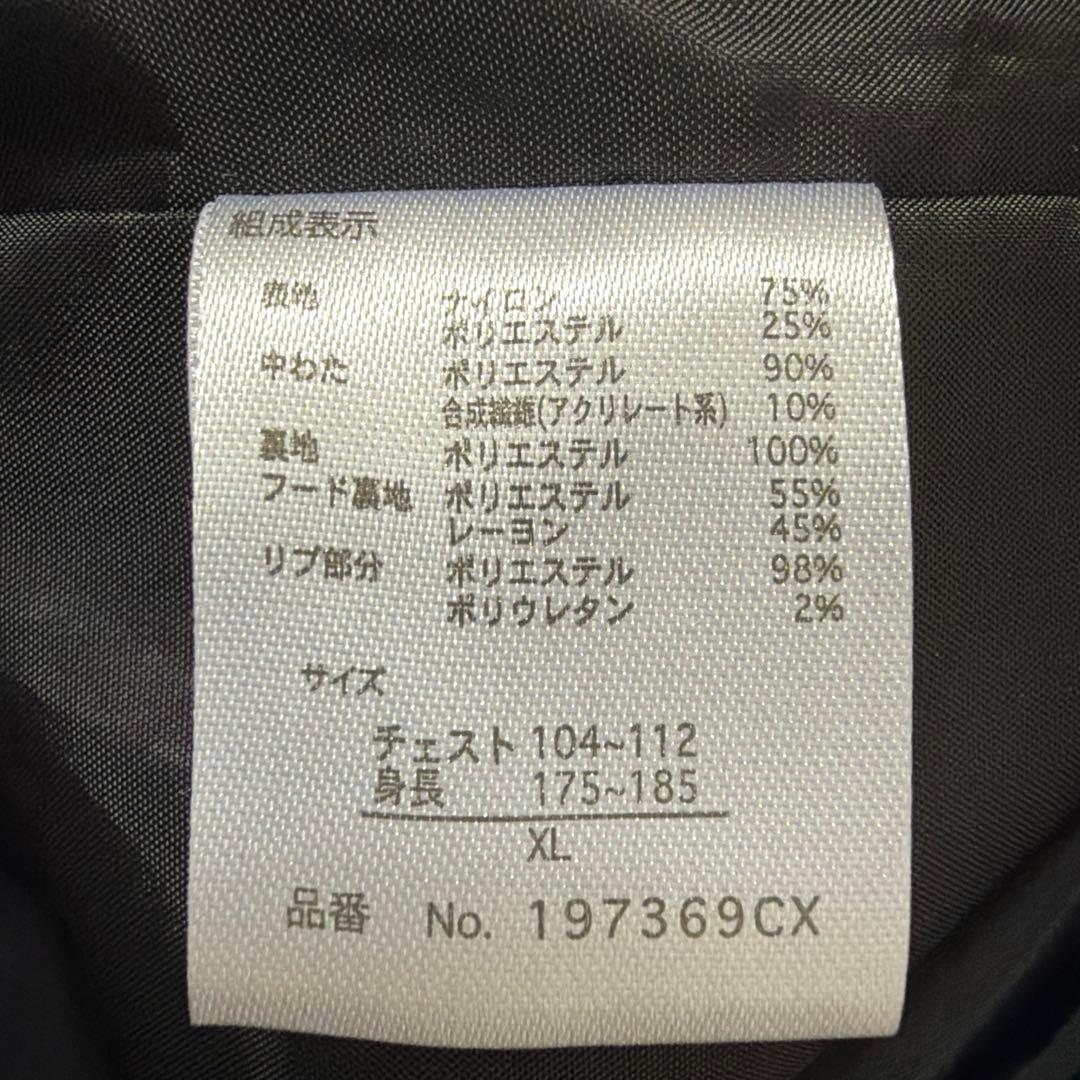 組成表示
表地 ナイロン 75%
ポリエステル 25%
中わた ポリエステル 90%
合成繊維(アクリレート系) 10%
裏地 ポリエステル 100%
フード裏地 ポリエステル 55%
レーヨン 45%
リブ部分 ポリエステル 98%
ポリウレタン 2%
サイズ
チェスト 104~112
身長 175~185
XL
品番 No. 197369CX